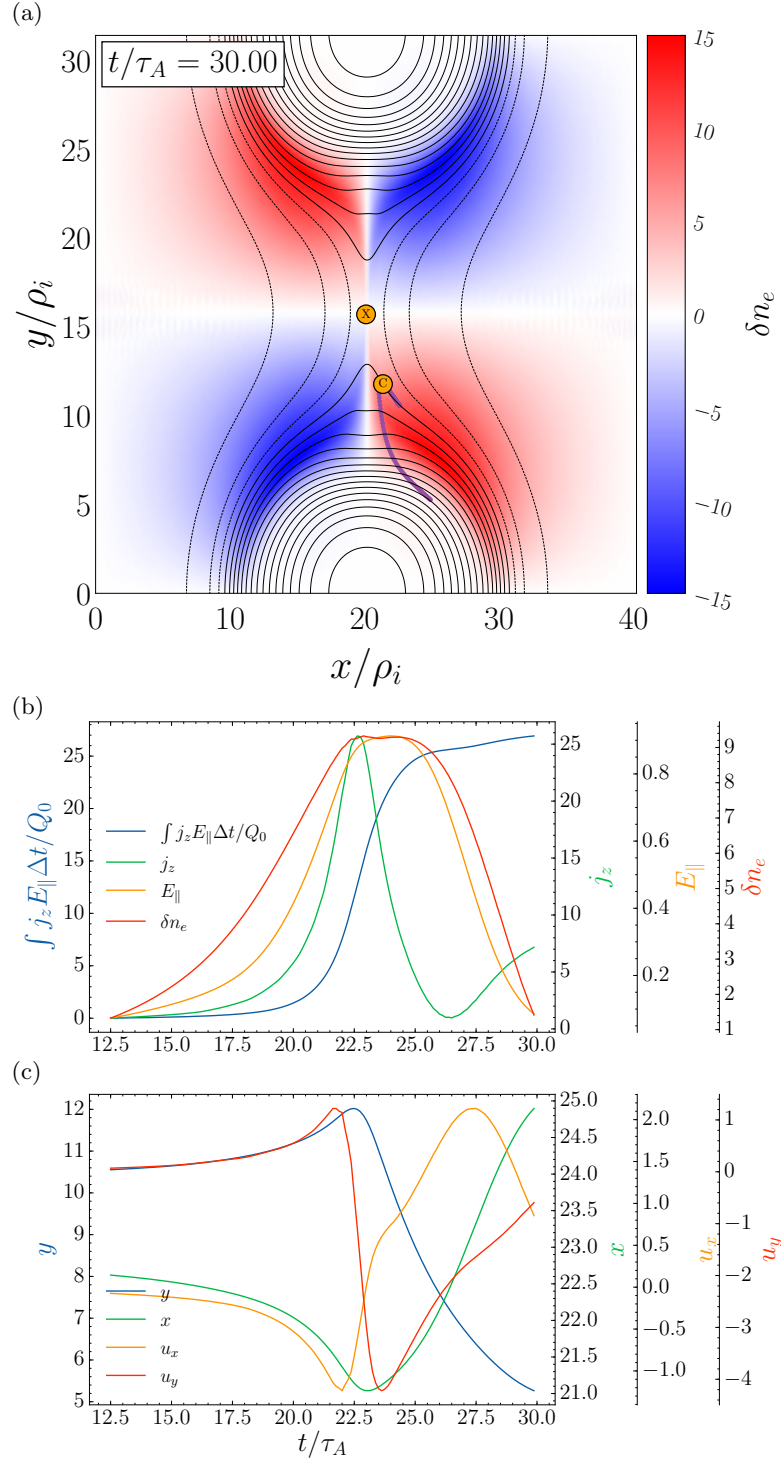 (a)
t/τ_A = 30.00
30
25
20
15
10
5
0
y/ρ_i
X
C
0
10
20
30
40
x/ρ_i
15
10
5
0
−5
−10
−15
δn_e
(b)
25
20
15
10
5
0
∫ j_z E_∥ Δt/Q_0
∫ j_z E_∥ Δt/Q_0
j_z
E_∥
δn_e
12.5 15.0 17.5 20.0 22.5 25.0 27.5 30.0
25
20
15
10
5
0
j_z
0.8
0.6
0.4
0.2
E_∥
9
8
7
6
5
4
3
2
1
δn_e
(c)
12
11
10
9
8
7
6
5
y
y
x
u_x
u_y
12.5 15.0 17.5 20.0 22.5 25.0 27.5 30.0
t/τ_A
25.0
24.5
24.0
23.5
23.0
22.5
22.0
21.5
21.0
x
2.0
1.5
1.0
0.5
0.0
−0.5
−1.0
u_x
1
0
−1
−2
−3
−4
u_y